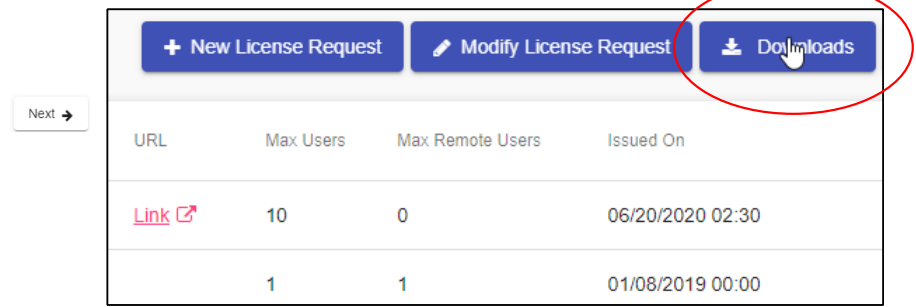 New License Request Modify License Request Downloads
Next
URL Max Users Max Remote Users Issued On
Link 10 0 06/20/2020 02:30
1 1 01/08/2019 00:00